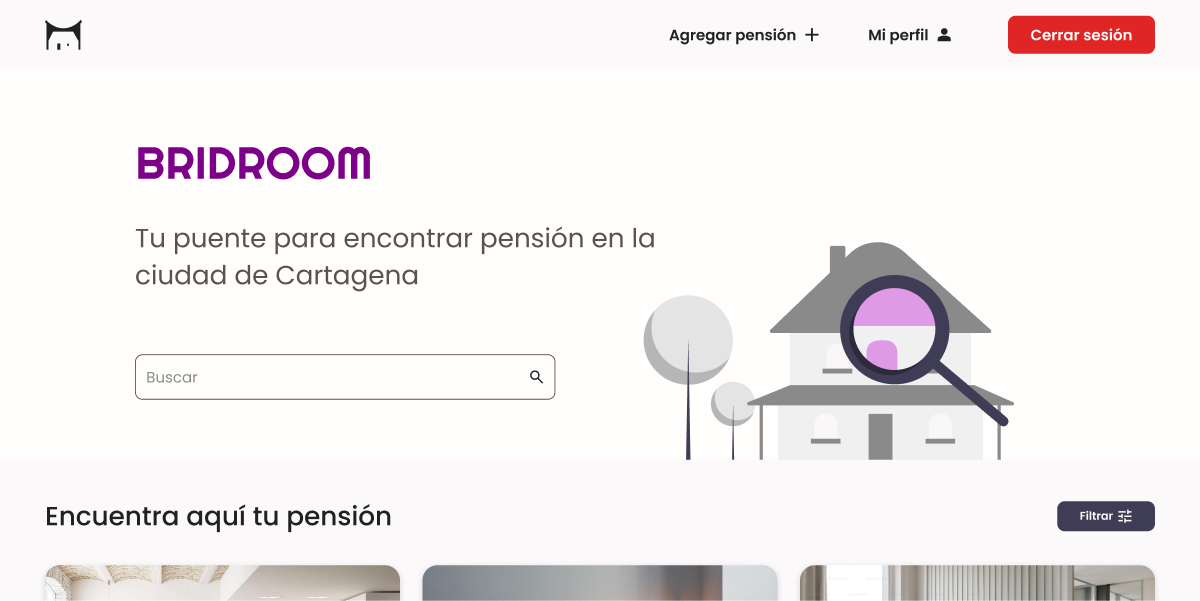 Agregar pensión
Mi perfil
Cerrar sesión
BRIDROOM
Tu puente para encontrar pensión en la
ciudad de Cartagena
Buscar
Encuentra aquí tu pensión
Filtrar